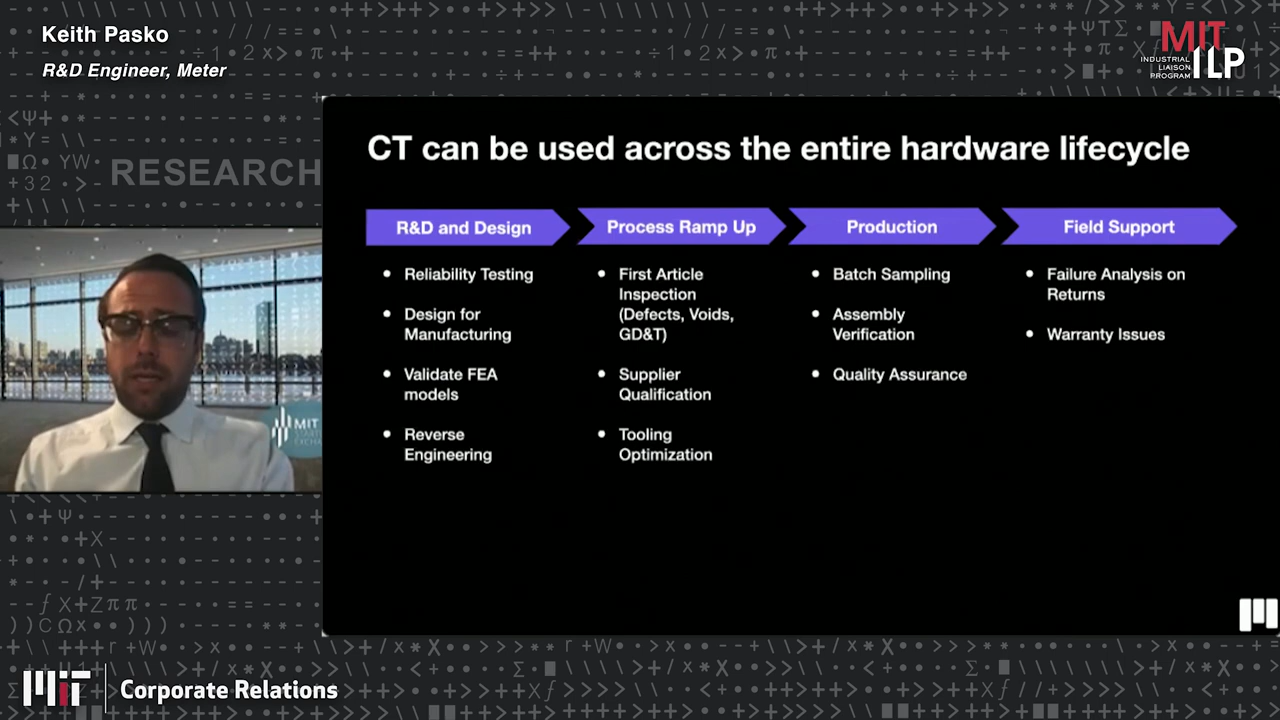 Keith Pasko
R&D Engineer, Meter
MIT
INDUSTRIAL
LIAISON
PROGRAM
ILP
RESEARCH
CT can be used across the entire hardware lifecycle
R&D and Design
• Reliability Testing
• Design for
Manufacturing
• Validate FEA
models
• Reverse
Engineering
Process Ramp Up
• First Article
Inspection
(Defects, Voids,
GD&T)
• Supplier
Qualification
• Tooling
Optimization
Production
• Batch Sampling
• Assembly
Verification
• Quality Assurance
Field Support
• Failure Analysis on
Returns
• Warranty Issues
MIT
MIT
Corporate Relations